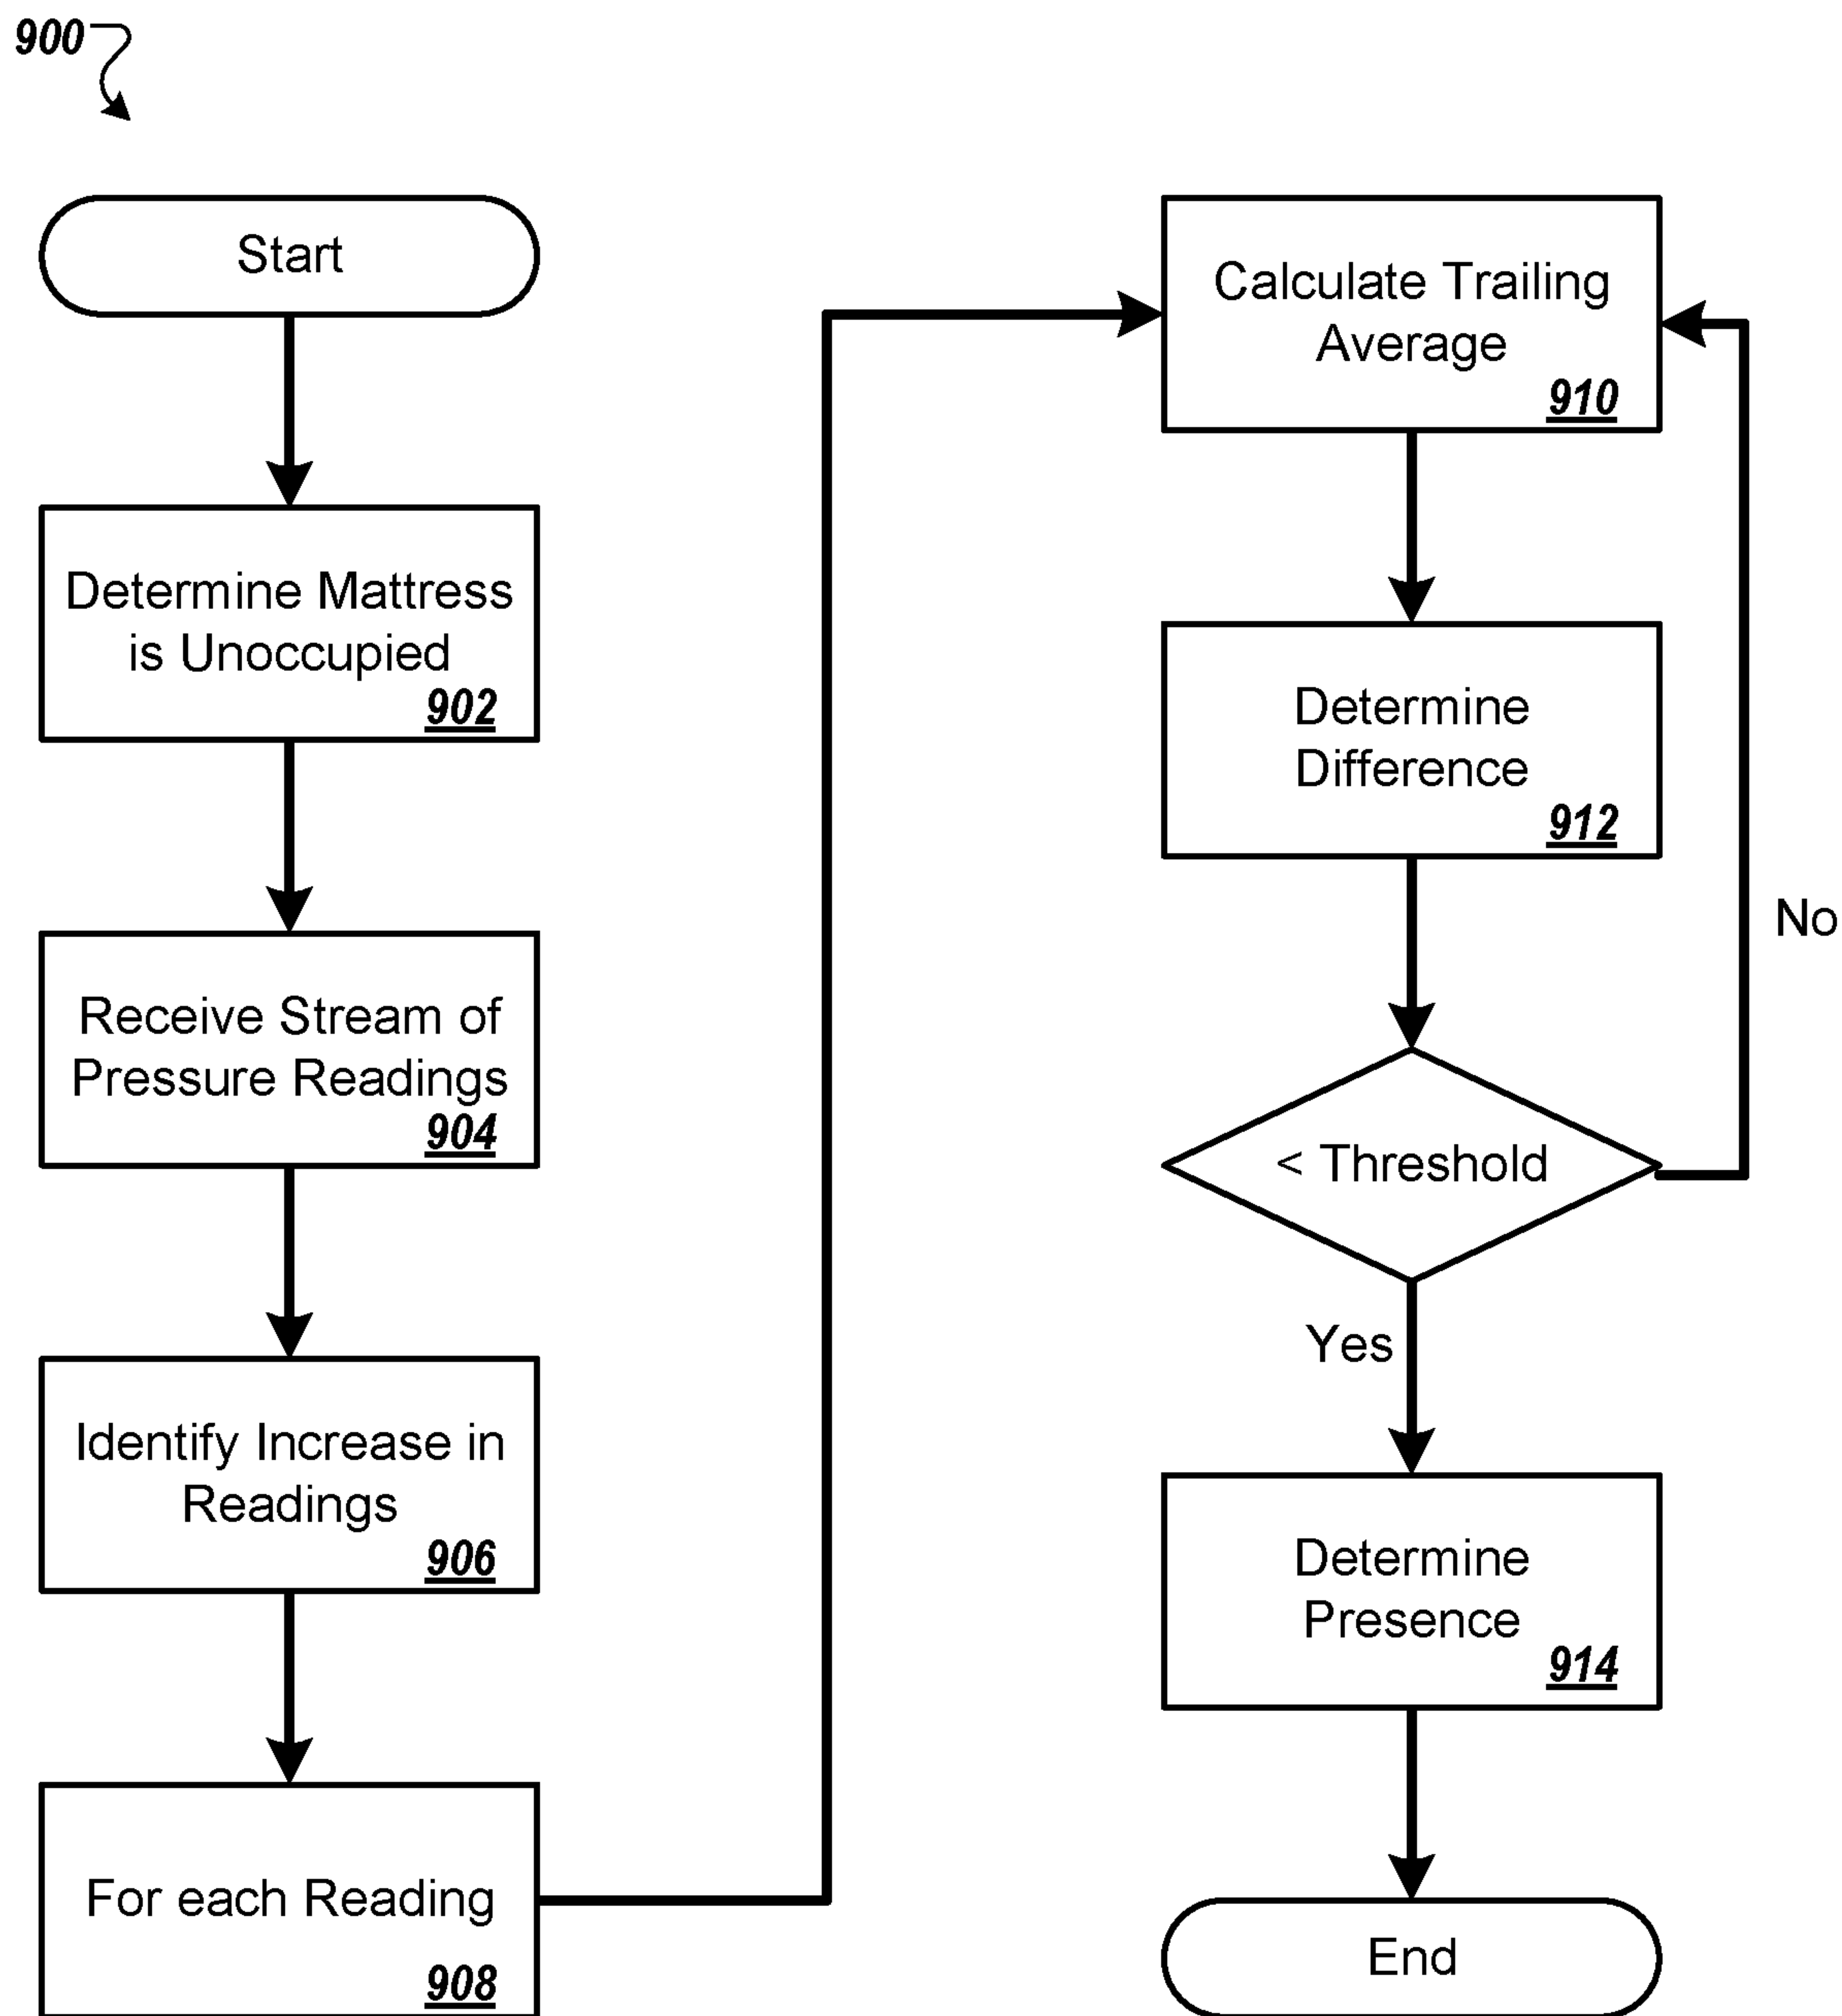 900
Start
Determine Mattress
is Unoccupied
902
Receive Stream of
Pressure Readings
904
Identify Increase in
Readings
906
For each Reading
908
Calculate Trailing
Average
910
Determine
Difference
912
< Threshold
No
Yes
Determine
Presence
914
End